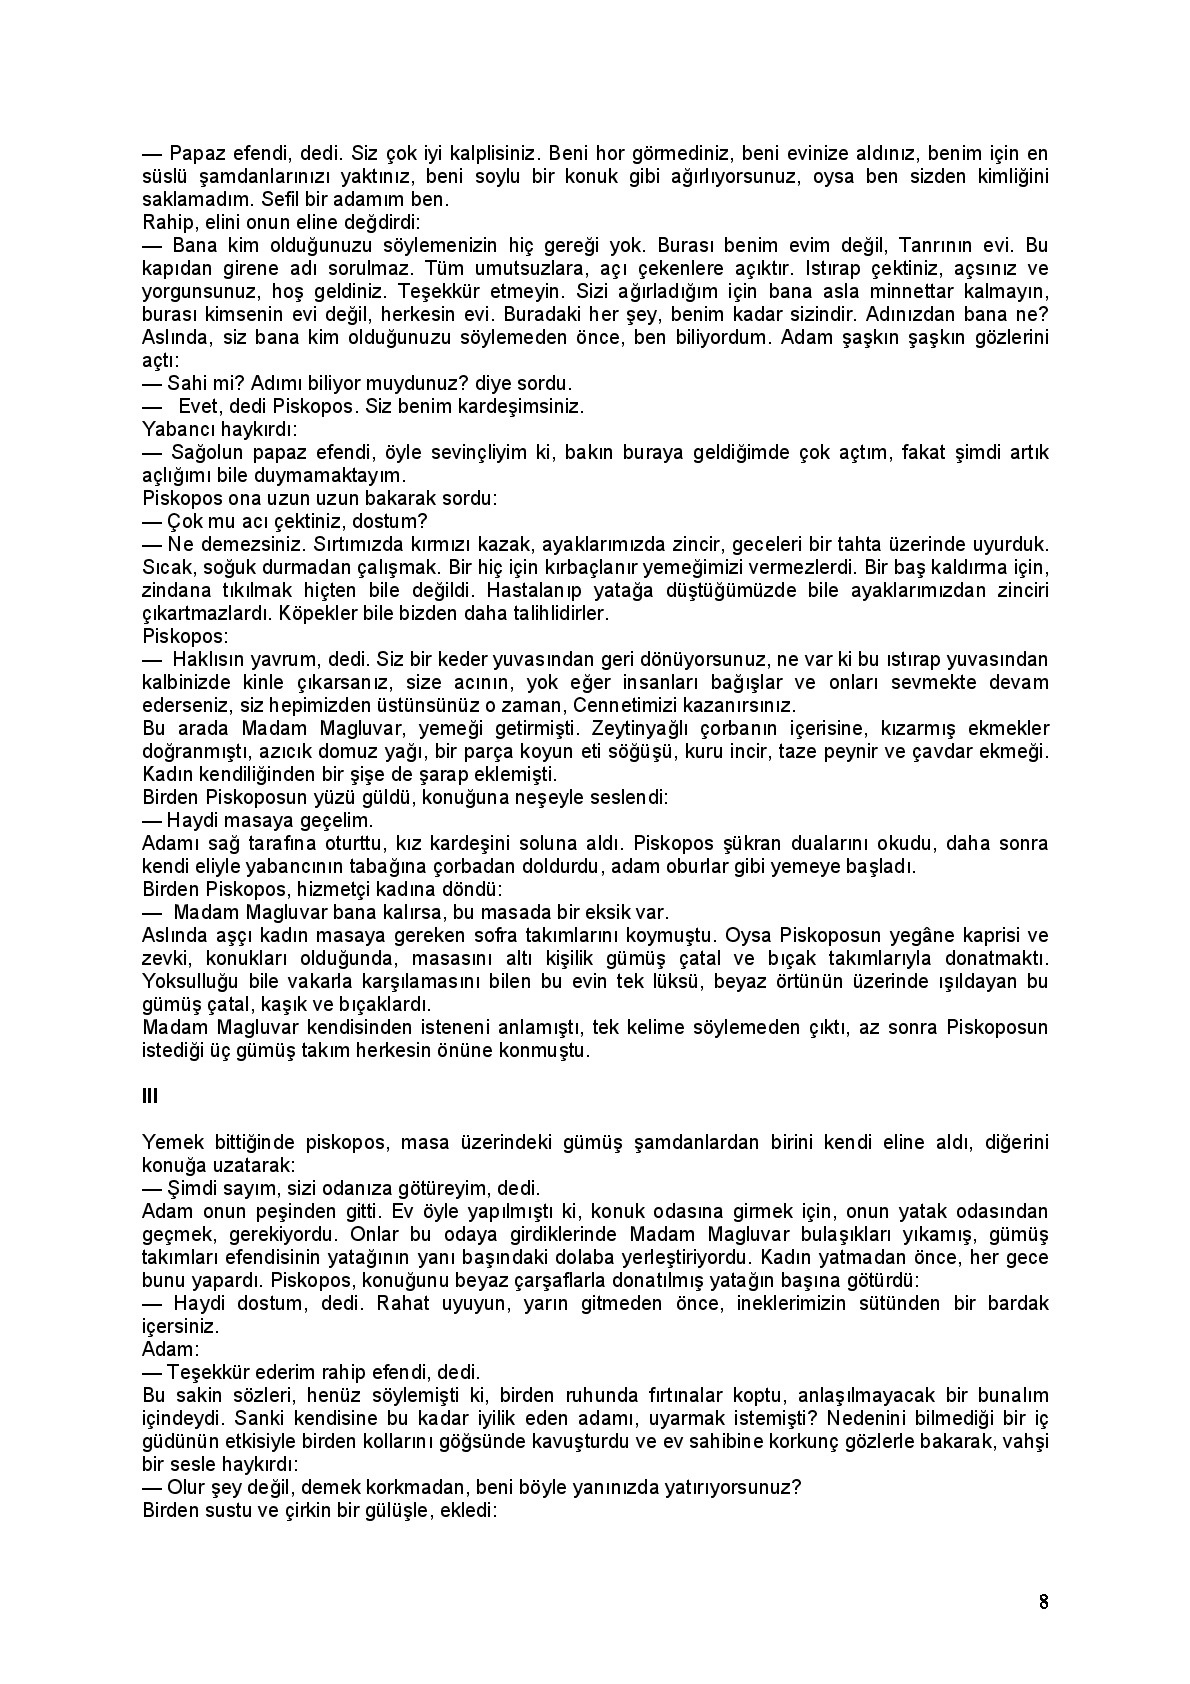 — Papaz efendi, dedi. Siz çok iyi kalplisiniz. Beni hor görmediniz, beni evinize aldınız, benim için en
süslü şamdanlarınızı yaktınız, beni soylu bir konuk gibi ağırlıyorsunuz, oysa ben sizden kimliğini
saklamadım. Sefil bir adamım ben.
Rahip, elini onun eline değdirdi:
— Bana kim olduğunuzu söylemenizin hiç gereği yok. Burası benim evim değil, Tanrının evi. Bu
kapıdan girene adı sorulmaz. Tüm umutsuzlara, açı çekenlere açıktır. Istırap çektiniz, açsınız ve
yorgunsunuz, hoş geldiniz. Teşekkür etmeyin. Sizi ağırladığım için bana asla minnettar kalmayın,
burası kimsenin evi değil, herkesin evi. Buradaki her şey, benim kadar sizindir. Adınızdan bana ne?
Aslında, siz bana kim olduğunuzu söylemeden önce, ben biliyordum. Adam şaşkın şaşkın gözlerini
açtı:
— Sahi mi? Adımı biliyor muydunuz? diye sordu.
— Evet, dedi Piskopos. Siz benim kardeşimsiniz.
Yabancı haykırdı:
— Sağolun papaz efendi, öyle sevinçliyim ki, bakın buraya geldiğimde çok açtım, fakat şimdi artık
açlığımı bile duymamaktayım.
Piskopos ona uzun uzun bakarak sordu:
— Çok mu acı çektiniz, dostum?
— Ne demezsiniz. Sırtımızda kırmızı kazak, ayaklarımızda zincir, geceleri bir tahta üzerinde uyurduk.
Sıcak, soğuk durmadan çalışmak. Bir hiç için kırbaçlanır yemeğimizi vermezlerdi. Bir baş kaldırma için,
zindana tıkılmak hiçten bile değildi. Hastalanıp yatağa düştüğümüzde bile ayaklarımızdan zinciri
çıkartmazlardı. Köpekler bile bizden daha talihlidirler.
Piskopos:
— Haklısın yavrum, dedi. Siz bir keder yuvasından geri dönüyorsunuz, ne var ki bu ıstırap yuvasından
kalbinizde kinle çıkarsanız, size acının, yok eğer insanları bağışlar ve onları sevmekte devam
ederseniz, siz hepimizden üstünsünüz o zaman, Cennetimizi kazanırsınız.
Bu arada Madam Magluvar, yemeği getirmişti. Zeytinyağlı çorbanın içerisine, kızarmış ekmekler
doğranmıştı, azıcık domuz yağı, bir parça koyun eti söğüşü, kuru incir, taze peynir ve çavdar ekmeği.
Kadın kendiliğinden bir şişe de şarap eklemişti.
Birden Piskoposun yüzü güldü, konuğuna neşeyle seslendi:
— Haydi masaya geçelim.
Adamı sağ tarafına oturttu, kız kardeşini soluna aldı. Piskopos şükran dualarını okudu, daha sonra
kendi eliyle yabancının tabağına çorbadan doldurdu, adam oburlar gibi yemeye başladı.
Birden Piskopos, hizmetçi kadına döndü:
— Madam Magluvar bana kalırsa, bu masada bir eksik var.
Aslında aşçı kadın masaya gereken sofra takımlarını koymuştu. Oysa Piskoposun yegâne kaprisi ve
zevki, konukları olduğunda, masasını altı kişilik gümüş çatal ve bıçak takımlarıyla donatmaktı.
Yoksulluğu bile vakarla karşılamasını bilen bu evin tek lüksü, beyaz örtünün üzerinde ışıldayan bu
gümüş çatal, kaşık ve bıçaklardı.
Madam Magluvar kendisinden isteneni anlamıştı, tek kelime söylemeden çıktı, az sonra Piskoposun
istediği üç gümüş takım herkesin önüne konmuştu.
III
Yemek bittiğinde piskopos, masa üzerindeki gümüş şamdanlardan birini kendi eline aldı, diğerini
konuğa uzatarak:
— Şimdi sayım, sizi odanıza götüreyim, dedi.
Adam onun peşinden gitti. Ev öyle yapılmıştı ki, konuk odasına girmek için, onun yatak odasından
geçmek, gerekiyordu. Onlar bu odaya girdiklerinde Madam Magluvar bulaşıkları yıkamış, gümüş
takımları efendisinin yatağının yanı başındaki dolaba yerleştiriyordu. Kadın yatmadan önce, her gece
bunu yapardı. Piskopos, konuğunu beyaz çarşaflarla donatılmış yatağın başına götürdü:
— Haydi dostum, dedi. Rahat uyuyun, yarın gitmeden önce, ineklerimizin sütünden bir bardak
içersiniz.
Adam:
— Teşekkür ederim rahip efendi, dedi.
Bu sakin sözleri, henüz söylemişti ki, birden ruhunda fırtınalar koptu, anlaşılmayacak bir bunalım
içindeydi. Sanki kendisine bu kadar iyilik eden adamı, uyarmak istemişti? Nedenini bilmediği bir iç
güdünün etkisiyle birden kollarını göğsünde kavuşturdu ve ev sahibine korkunç gözlerle bakarak, vahşi
bir sesle haykırdı:
— Olur şey değil, demek korkmadan, beni böyle yanınızda yatırıyorsunuz?
Birden sustu ve çirkin bir gülüşle, ekledi:
8